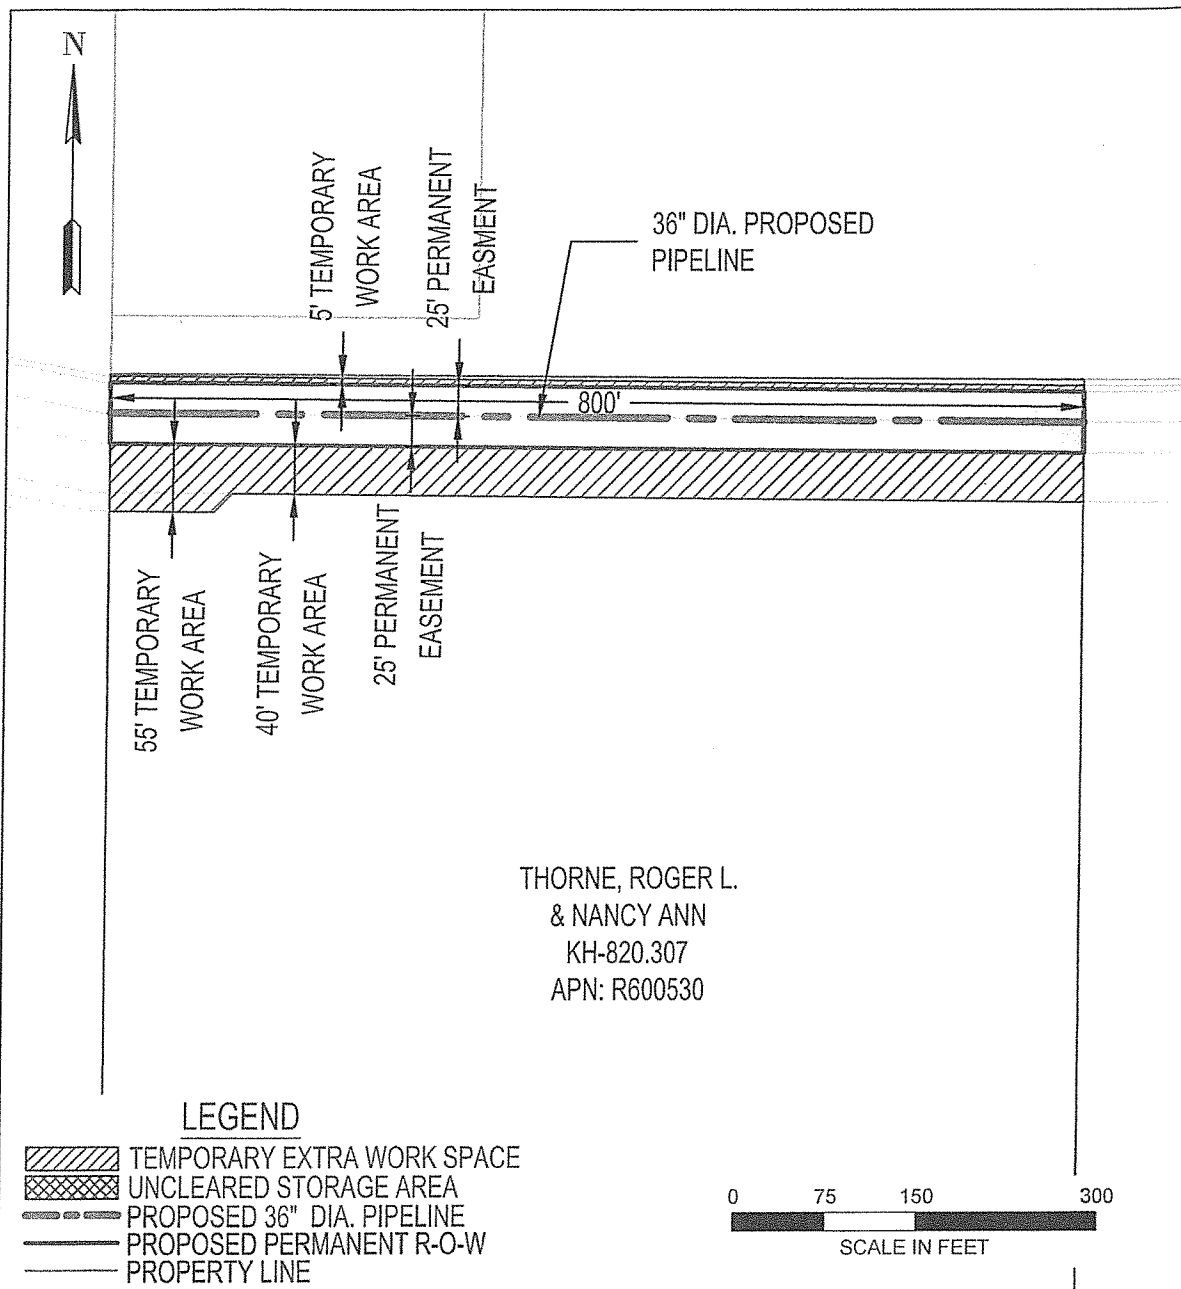 N
5' TEMPORARY
WORK AREA
25' PERMANENT
EASMENT
36" DIA. PROPOSED
PIPELINE
800'
55' TEMPORARY
WORK AREA
40' TEMPORARY
WORK AREA
25' PERMANENT
EASEMENT
THORNE, ROGER L.
& NANCY ANN
KH-820.307
APN: R600530
LEGEND
TEMPORARY EXTRA WORK SPACE
UNCLEARED STORAGE AREA
PROPOSED 36" DIA. PIPELINE
PROPOSED PERMANENT R-O-W
PROPERTY LINE
0 75 150 300
SCALE IN FEET